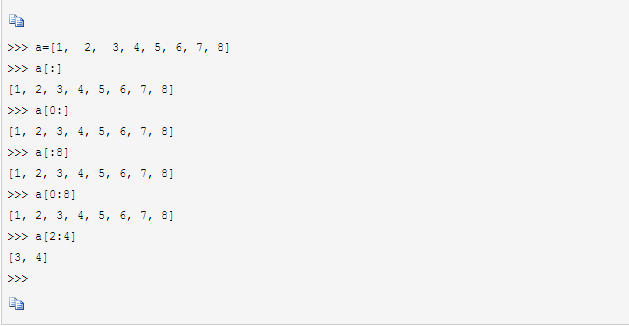 >>> a=[1,  2,  3, 4, 5, 6, 7, 8]
>>> a[:]
[1, 2, 3, 4, 5, 6, 7, 8]
>>> a[0:]
[1, 2, 3, 4, 5, 6, 7, 8]
>>> a[:8]
[1, 2, 3, 4, 5, 6, 7, 8]
>>> a[0:8]
[1, 2, 3, 4, 5, 6, 7, 8]
>>> a[2:4]
[3, 4]
>>>